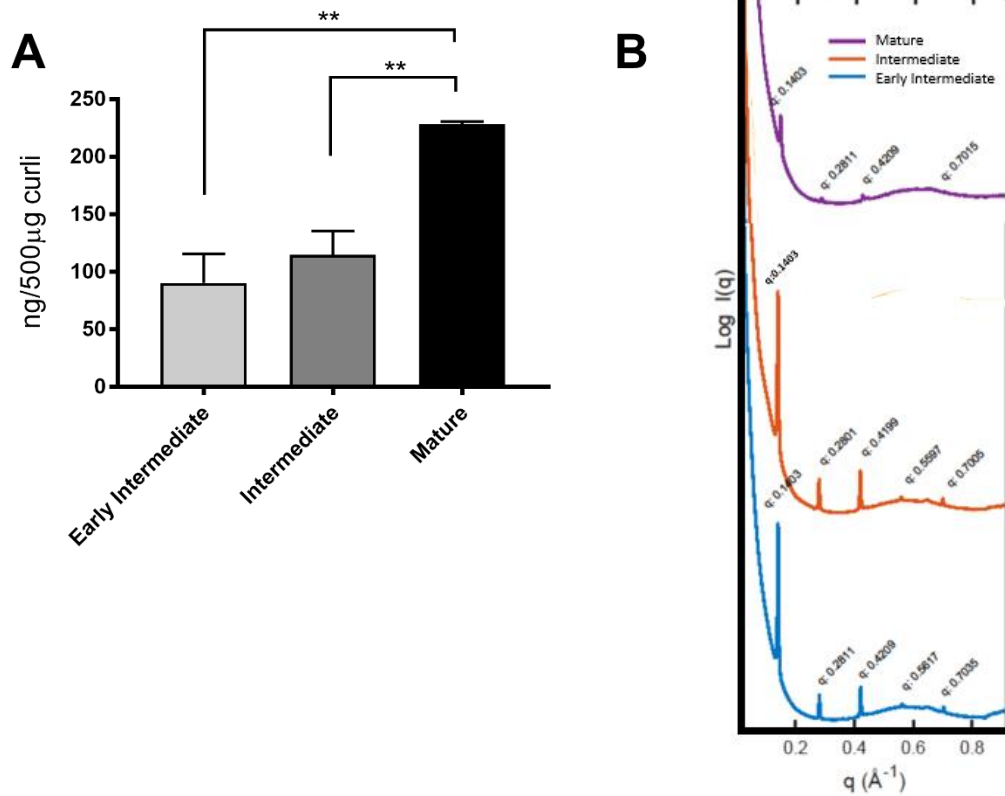 A
**
**
250
200
150
100
50
0
ng/500µg curli
Early Intermediate
Intermediate
Mature
B
Mature
Intermediate
Early Intermediate
q: 0.1403
q: 0.2811
q: 0.4209
q: 0.7015
q:0.1403
q: 0.2801
q: 0.4199
q: 0.5597
q: 0.7005
q: 0.1403
q: 0.2811
q: 0.4209
q: 0.5617
q: 0.7035
Log I(q)
0.2 0.4 0.6 0.8
q (Å⁻¹)